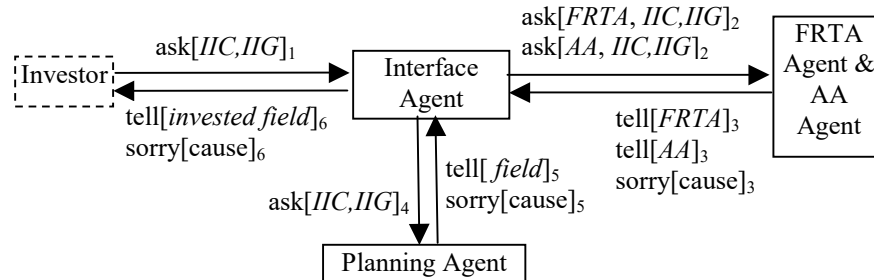 ask[FRTA, IIC,IIG]2
ask[AA, IIC,IIG]2
ask[IIC,IIG]1
Investor
Interface
Agent
FRTA
Agent &
AA
Agent
tell[invested field]6
sorry[cause]6
tell[FRTA]3
tell[AA]3
sorry[cause]3
tell[ field]5
sorry[cause]5
ask[IIC,IIG]4
Planning Agent